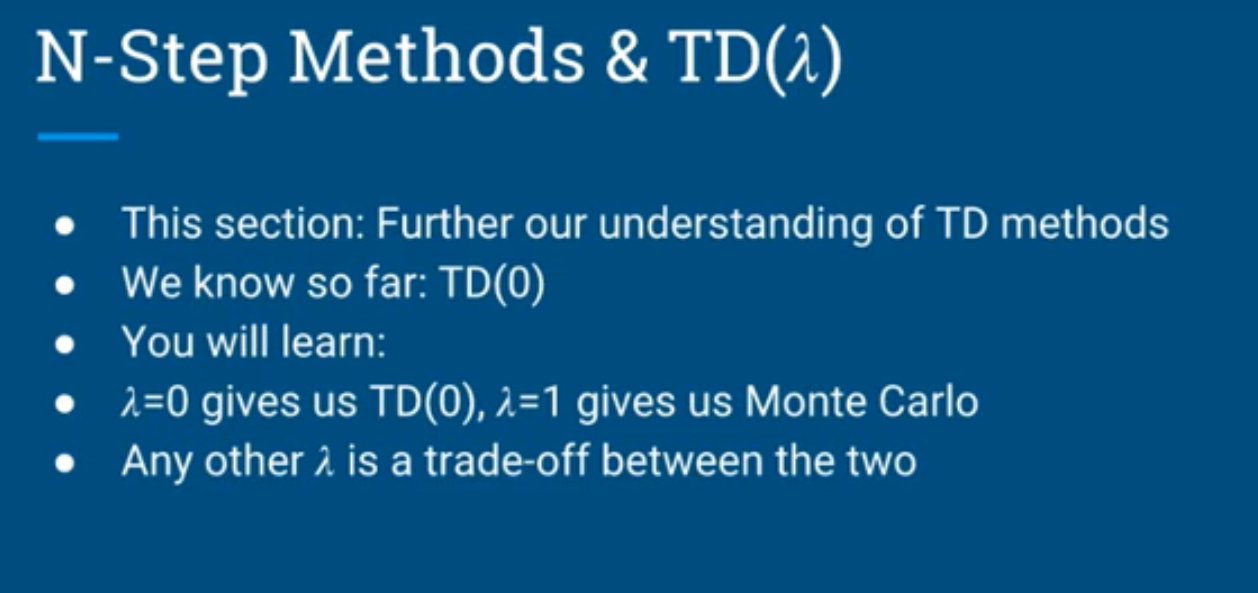 N-Step Methods & TD(λ)
● This section: Further our understanding of TD methods
● We know so far: TD(0)
● You will learn:
● λ=0 gives us TD(0), λ=1 gives us Monte Carlo
● Any other λ is a trade-off between the two